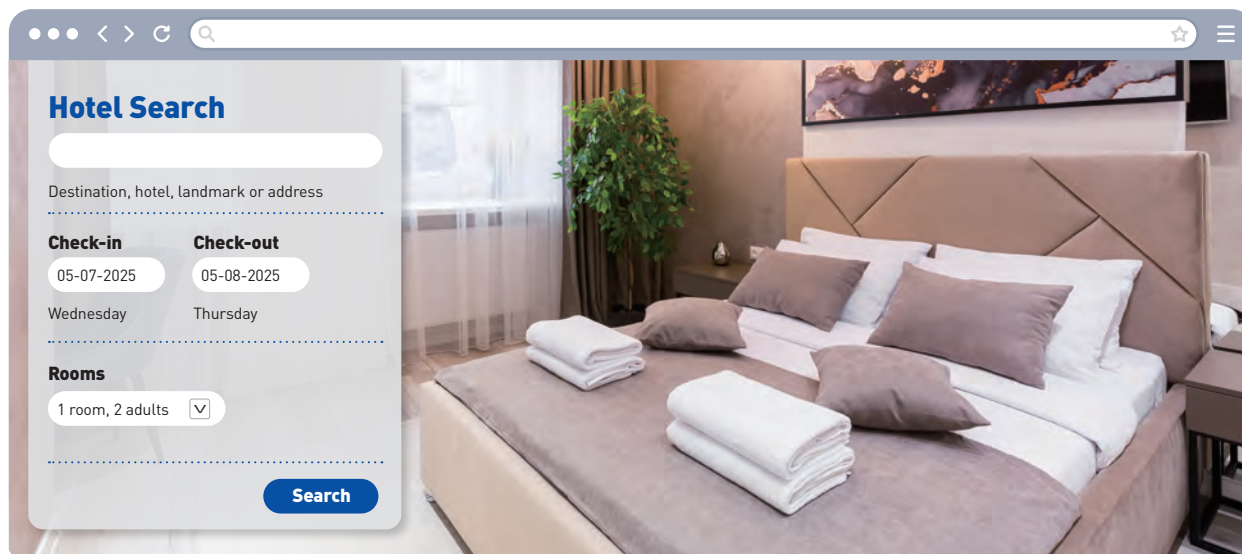 Hotel Search
Destination, hotel, landmark or address
Check-in Check-out
05-07-2025 05-08-2025
Wednesday Thursday
Rooms
1 room, 2 adults
Search